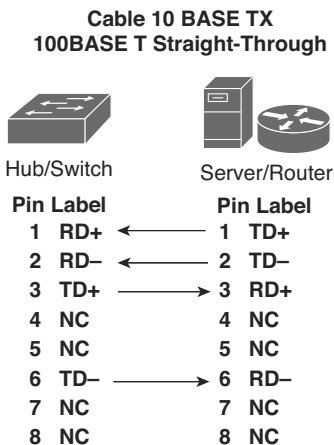 Cable 10 BASE TX
100BASE T Straight-Through
Hub/Switch Server/Router
Pin Label Pin Label
1 RD+ 1 TD+
2 RD– 2 TD–
3 TD+ 3 RD+
4 NC 4 NC
5 NC 5 NC
6 TD– 6 RD–
7 NC 7 NC
8 NC 8 NC